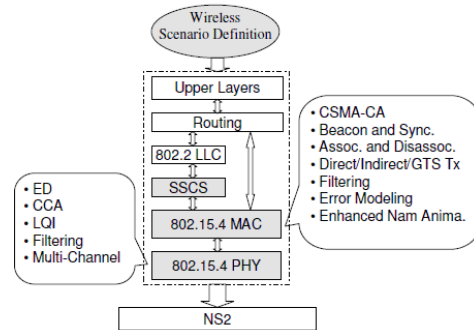 Wireless
Scenario Definition
Upper Layers
Routing
802.2 LLC
SSCS
802.15.4 MAC
802.15.4 PHY
NS2
• ED
• CCA
• LQI
• Filtering
• Multi-Channel
• CSMA-CA
• Beacon and Sync.
• Assoc. and Disassoc.
• Direct/Indirect/GTS Tx
• Filtering
• Error Modeling
• Enhanced Nam Anima.